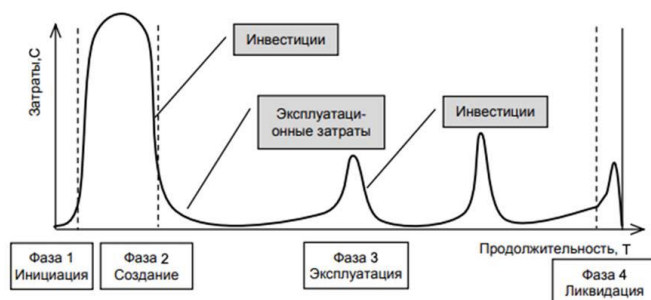 Затраты,С
Инвестиции
Эксплуатаци-
онные затраты
Инвестиции
Продолжительность, Т
Фаза 1
Инициация
Фаза 2
Создание
Фаза 3
Эксплуатация
Фаза 4
Ликвидация